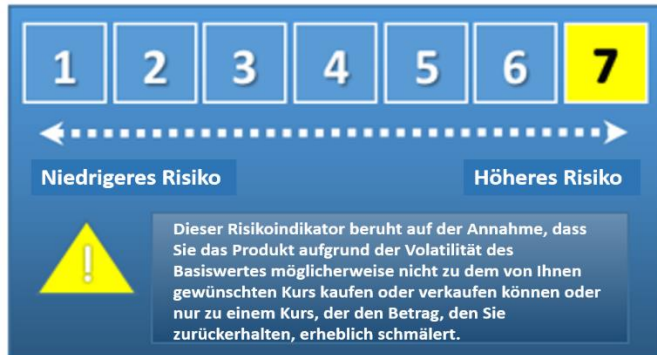 1 2 3 4 5 6 7
Niedrigeres Risiko Höheres Risiko
!
Dieser Risikoindikator beruht auf der Annahme, dass
Sie das Produkt aufgrund der Volatilität des
Basiswertes möglicherweise nicht zu dem von Ihnen
gewünschten Kurs kaufen oder verkaufen können oder
nur zu einem Kurs, der den Betrag, den Sie
zurückerhalten, erheblich schmälert.